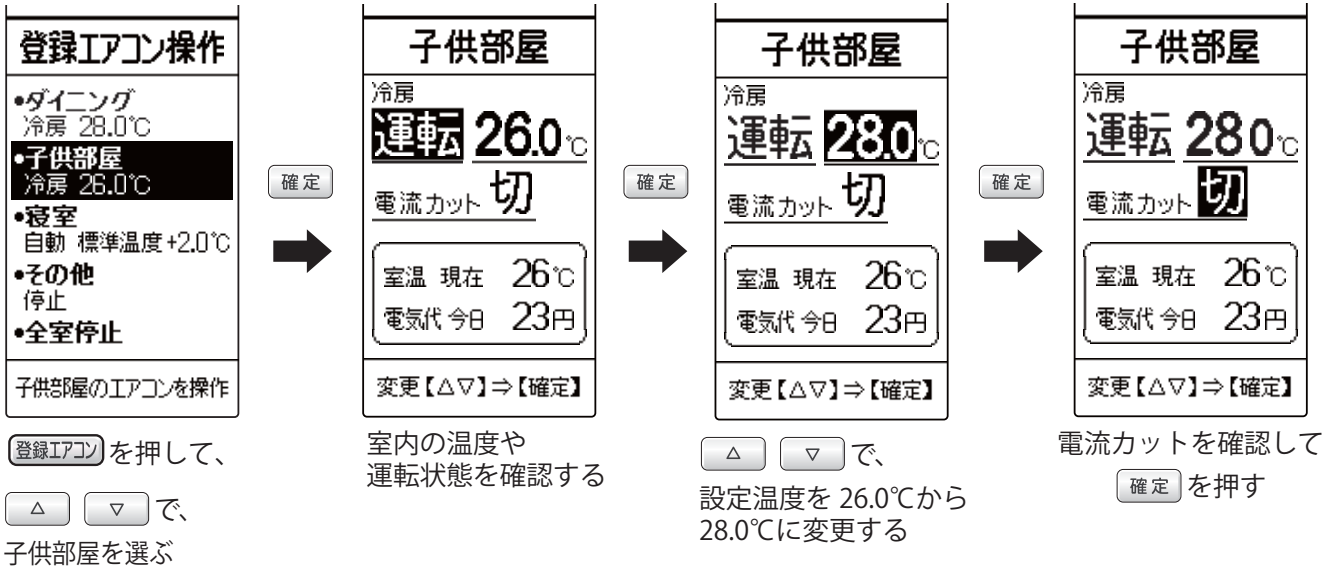 登録エアコン操作
•ダイニング
冷房 28.0℃
•子供部屋
冷房 26.0℃
•寝室
自動 標準温度+2.0℃
•その他
停止
•全室停止
子供部屋のエアコンを操作
登録エアコンを押して、
△ ▽ で、
子供部屋を選ぶ
確定
子供部屋
冷房
運転 26.0℃
電流カット 切
室温 現在 26℃
電気代 今日 23円
変更【△▽】⇒【確定】
室内の温度や
運転状態を確認する
確定
子供部屋
冷房
運転 28.0℃
電流カット 切
室温 現在 26℃
電気代 今日 23円
変更【△▽】⇒【確定】
△ ▽ で、
設定温度を 26.0℃から
28.0℃に変更する
確定
子供部屋
冷房
運転 28 0℃
電流カット 切
室温 現在 26℃
電気代 今日 23円
変更【△▽】⇒【確定】
電流カットを確認して
確定 を押す